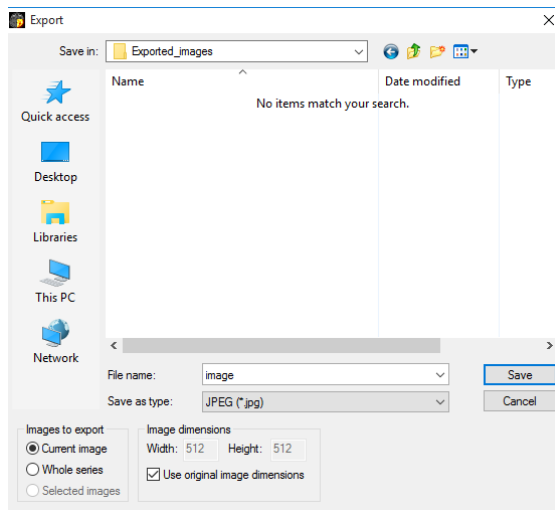 Export
Save in:
Exported_images
Name
Date modified
Type
No items match your search.
Quick access
Desktop
Libraries
This PC
Network
File name:
image
Save
Save as type:
JPEG (*.jpg)
Cancel
Images to export
Current image
Whole series
Selected images
Image dimensions
Width: 512 Height: 512
Use original image dimensions